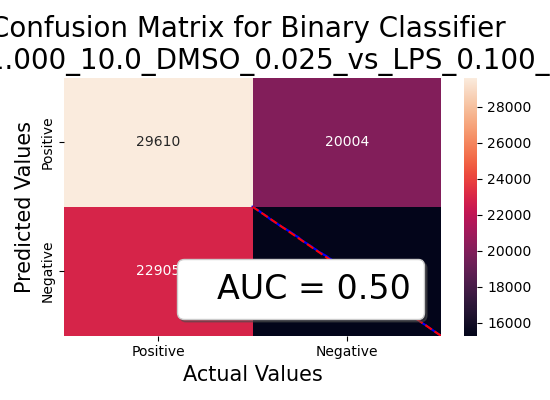 Confusion Matrix for Binary Classifier
1.000_10.0_DMSO_0.025_vs_LPS_0.100_
Predicted Values
Positive
Negative
29610
20004
22905
AUC = 0.50
Positive
Negative
Actual Values
28000
26000
24000
22000
20000
18000
16000